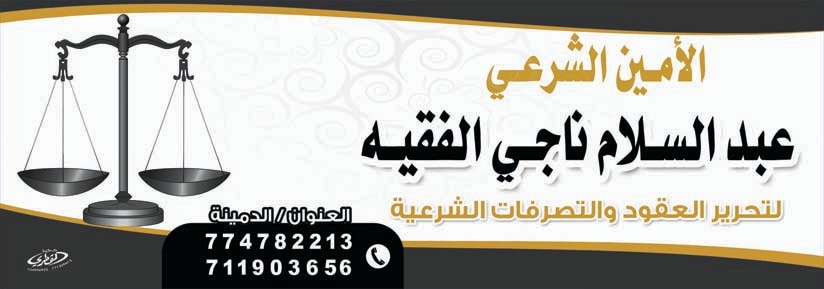 الأمين الشرعي
عبد السلام ناجي الفقيه
لتحرير العقود والتصرفات الشرعية
العنوان / الدمينة
774782213
711903656